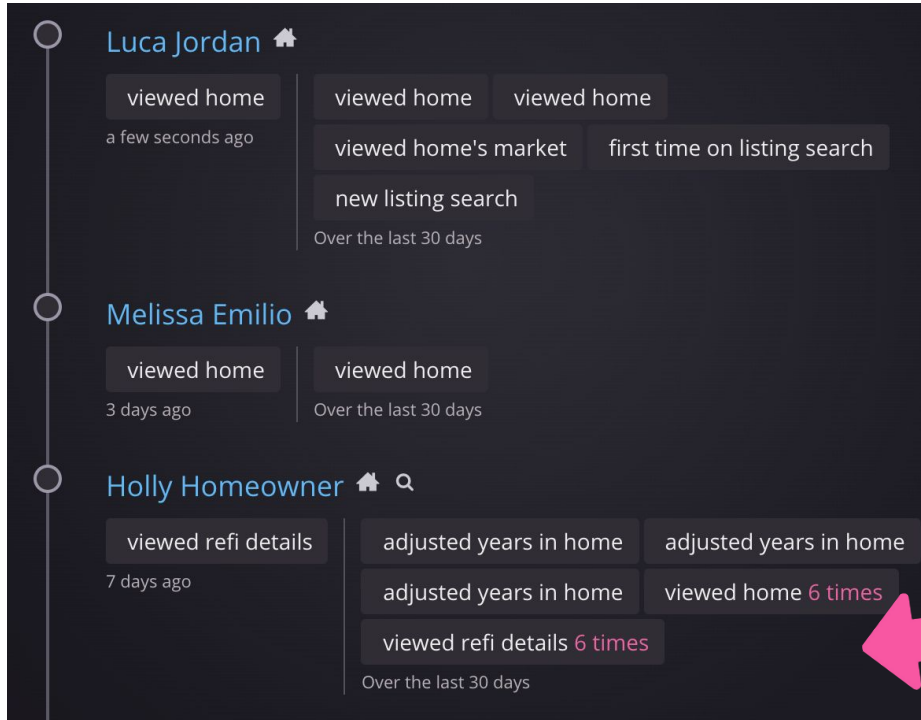 Luca Jordan
viewed home
a few seconds ago
viewed home viewed home
viewed home's market first time on listing search
new listing search
Over the last 30 days
Melissa Emilio
viewed home
3 days ago
viewed home
Over the last 30 days
Holly Homeowner
viewed refi details
7 days ago
adjusted years in home adjusted years in home
adjusted years in home viewed home 6 times
viewed refi details 6 times
Over the last 30 days